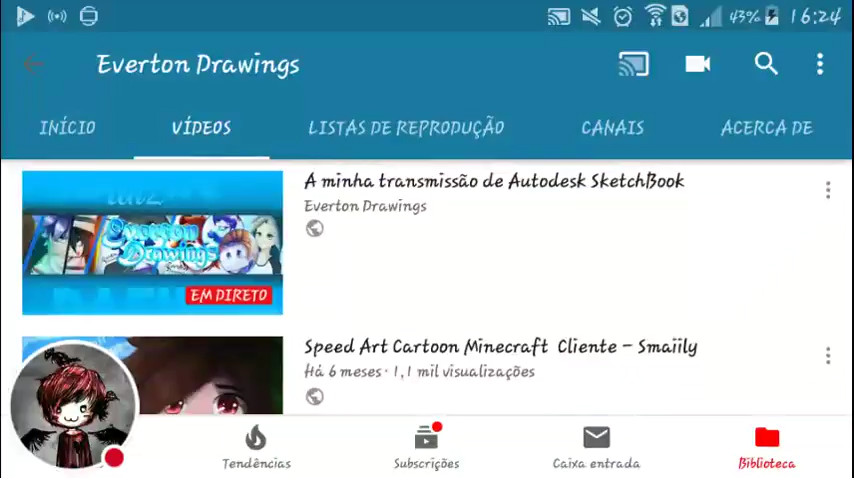 43% 16:24
Everton Drawings
INÍCIO VÍDEOS LISTAS DE REPRODUÇÃO CANAIS ACERCA DE
A minha transmissão de Autodesk SketchBook
Everton Drawings
Everton
Drawings
EM DIRETO
Speed Art Cartoon Minecraft Cliente - Smaiily
Há 6 meses · 1,1 mil visualizações
Tendências Subscrições Caixa entrada Biblioteca